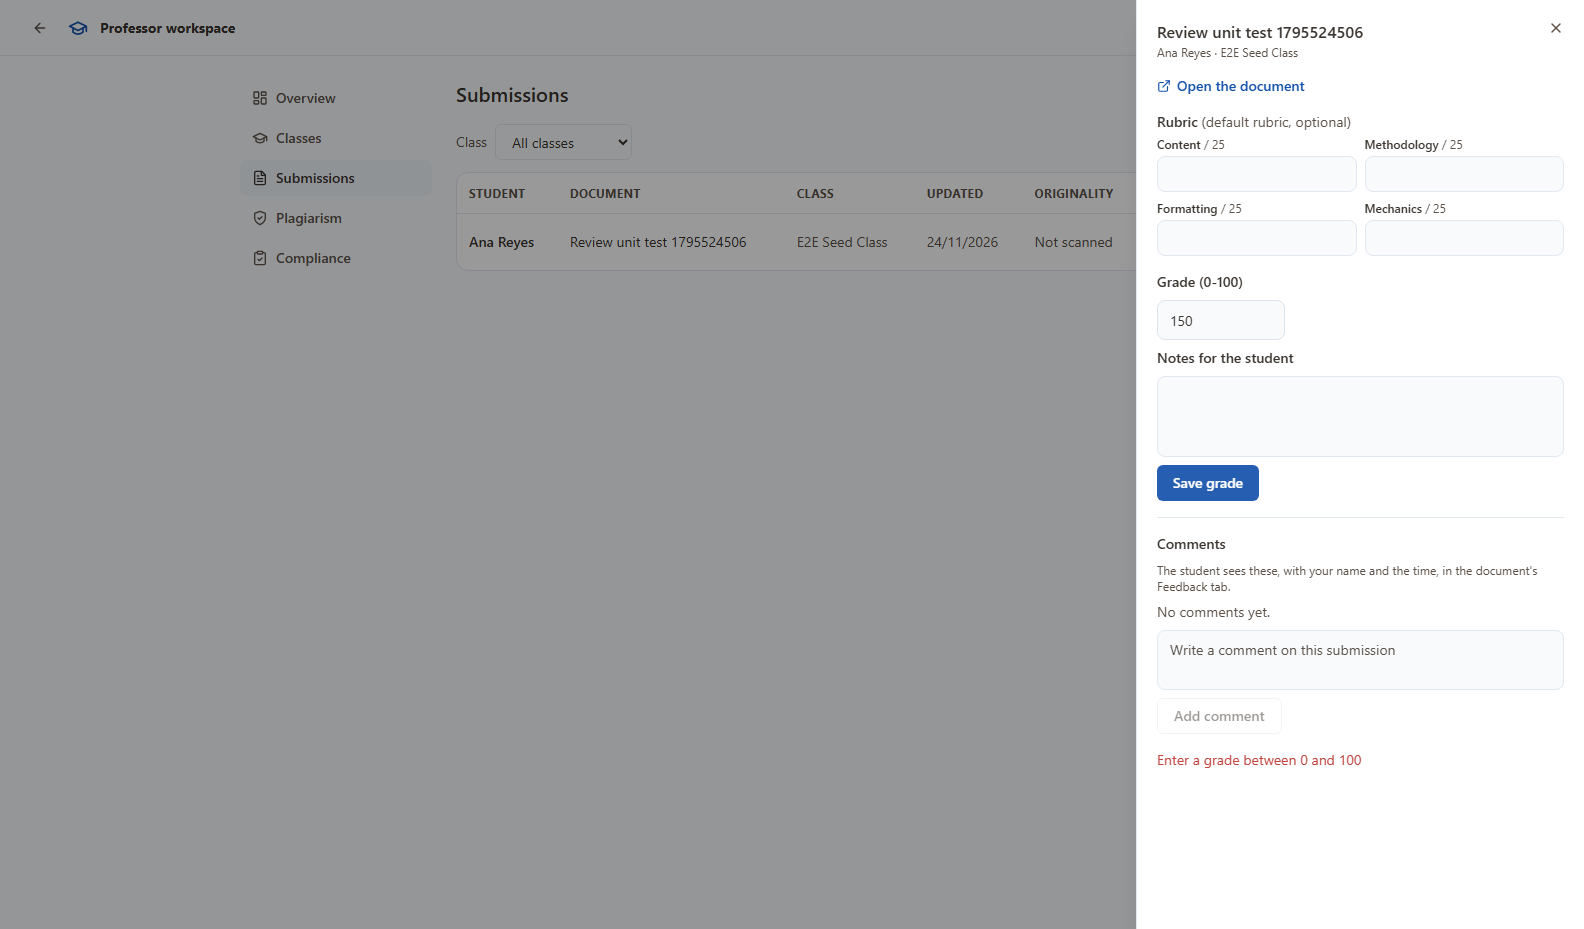 Professor workspace
Overview
Classes
Submissions
Plagiarism
Compliance
Submissions
Class All classes
STUDENT DOCUMENT CLASS UPDATED ORIGINALITY
Ana Reyes Review unit test 1795524506 E2E Seed Class 24/11/2026 Not scanned
Review unit test 1795524506
Ana Reyes · E2E Seed Class
Open the document
Rubric (default rubric, optional)
Content / 25 Methodology / 25
Formatting / 25 Mechanics / 25
Grade (0-100)
150
Notes for the student
Save grade
Comments
The student sees these, with your name and the time, in the document's
Feedback tab.
No comments yet.
Write a comment on this submission
Add comment
Enter a grade between 0 and 100